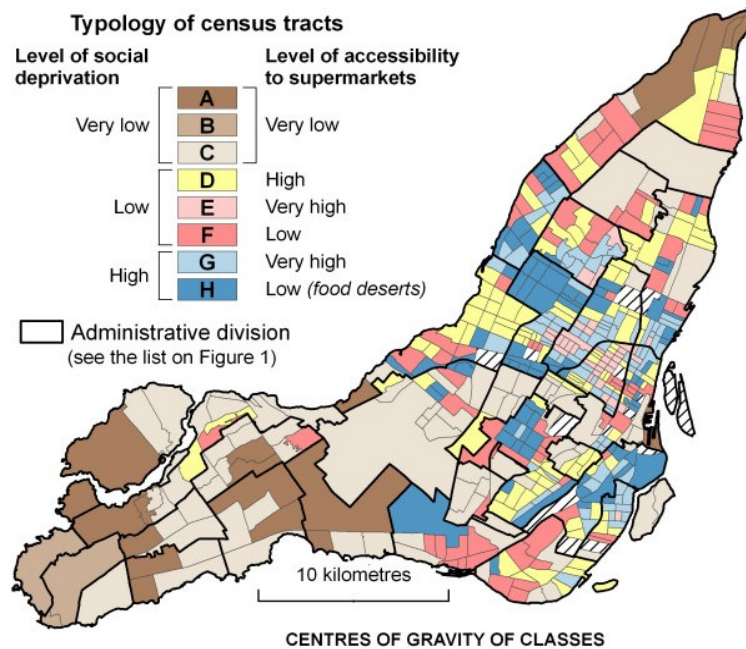 Typology of census tracts
Level of social deprivation
Level of accessibility to supermarkets
A
Very low
B
Very low
C
D
High
Low
E
Very high
F
Low
High
G
Very high
H
Low (food deserts)
Administrative division
(see the list on Figure 1)
10 kilometres
CENTRES OF GRAVITY OF CLASSES